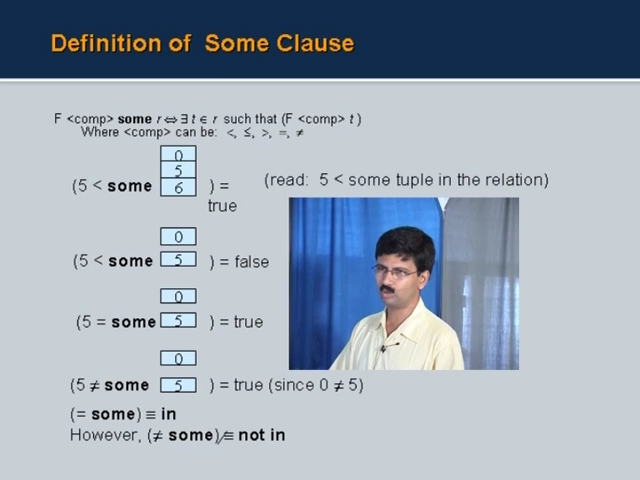 Definition of Some Clause
F <comp> some r ⇔ ∃ t ∈ r such that (F <comp> t )
Where <comp> can be: <, ≤, >, =, ≠
0
5
(5 < some 6 ) = true
(read: 5 < some tuple in the relation)
0
(5 < some 5 ) = false
0
(5 = some 5 ) = true
0
(5 ≠ some 5 ) = true (since 0 ≠ 5)
(= some) ≡ in
However, (≠ some) ≢ not in